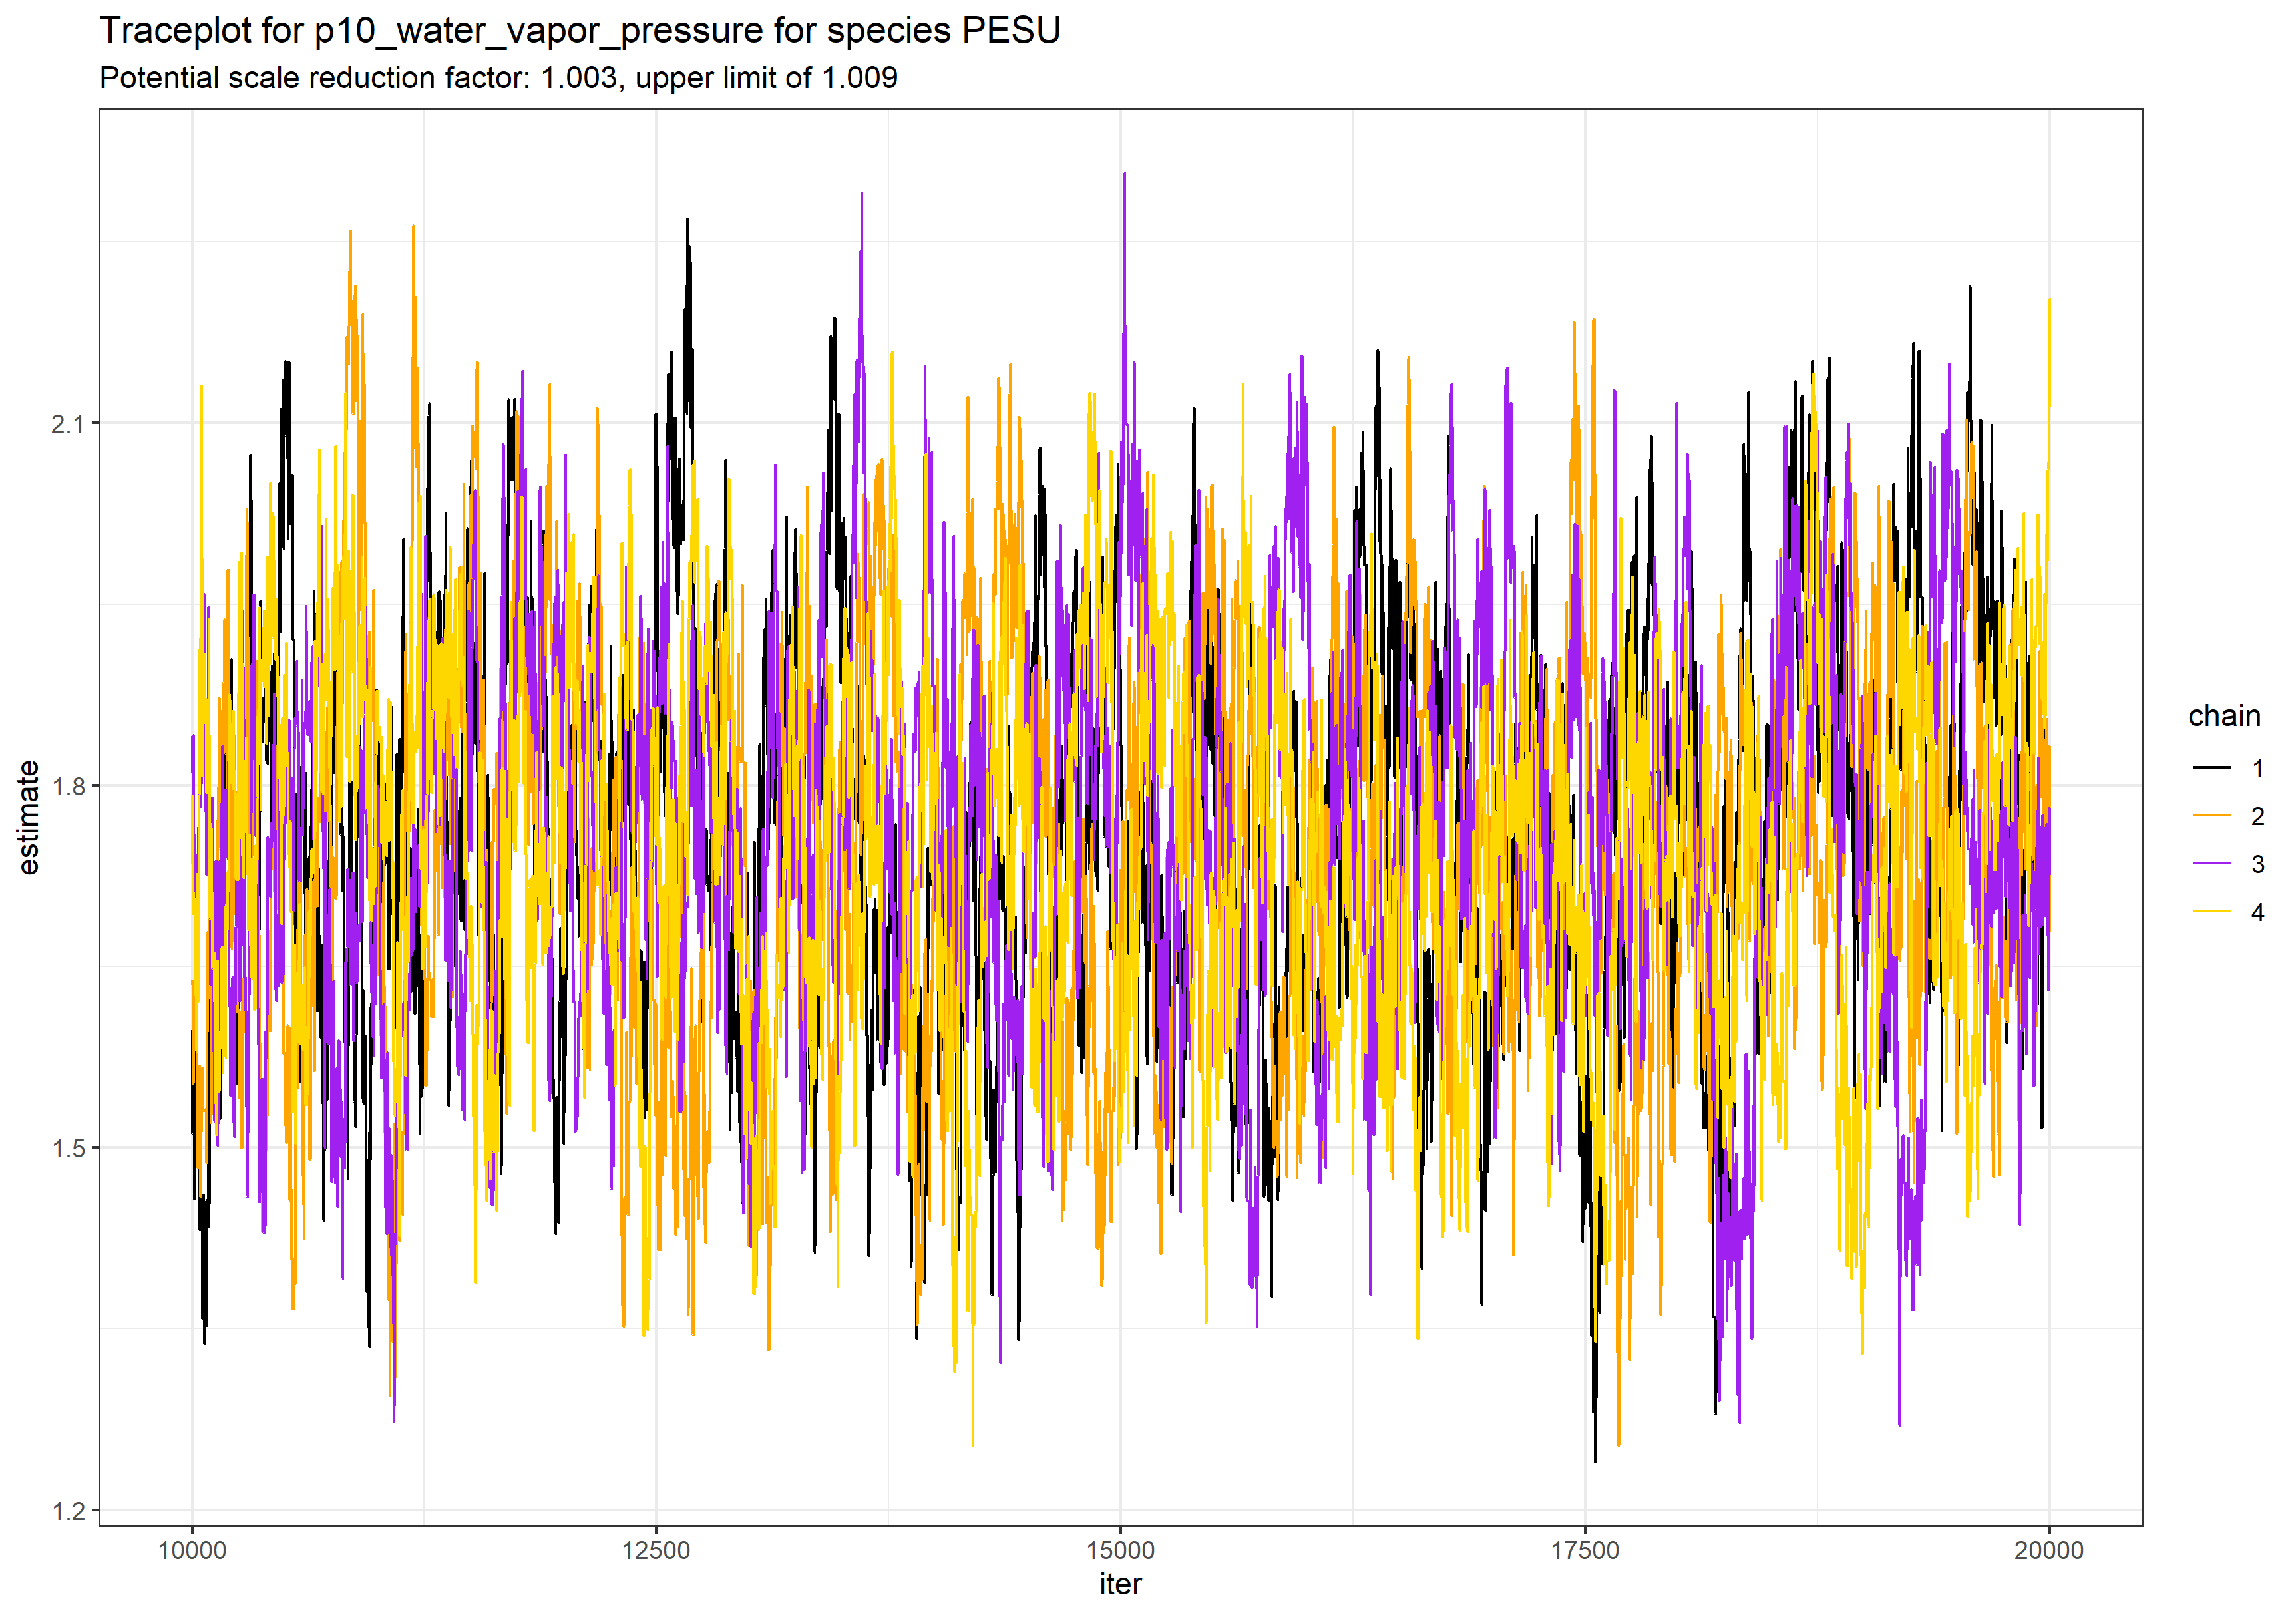 Traceplot for p10_water_vapor_pressure for species PESU
Potential scale reduction factor: 1.003, upper limit of 1.009
estimate
2.1
1.8
1.5
1.2
10000
12500
15000
17500
20000
iter
chain
1
2
3
4